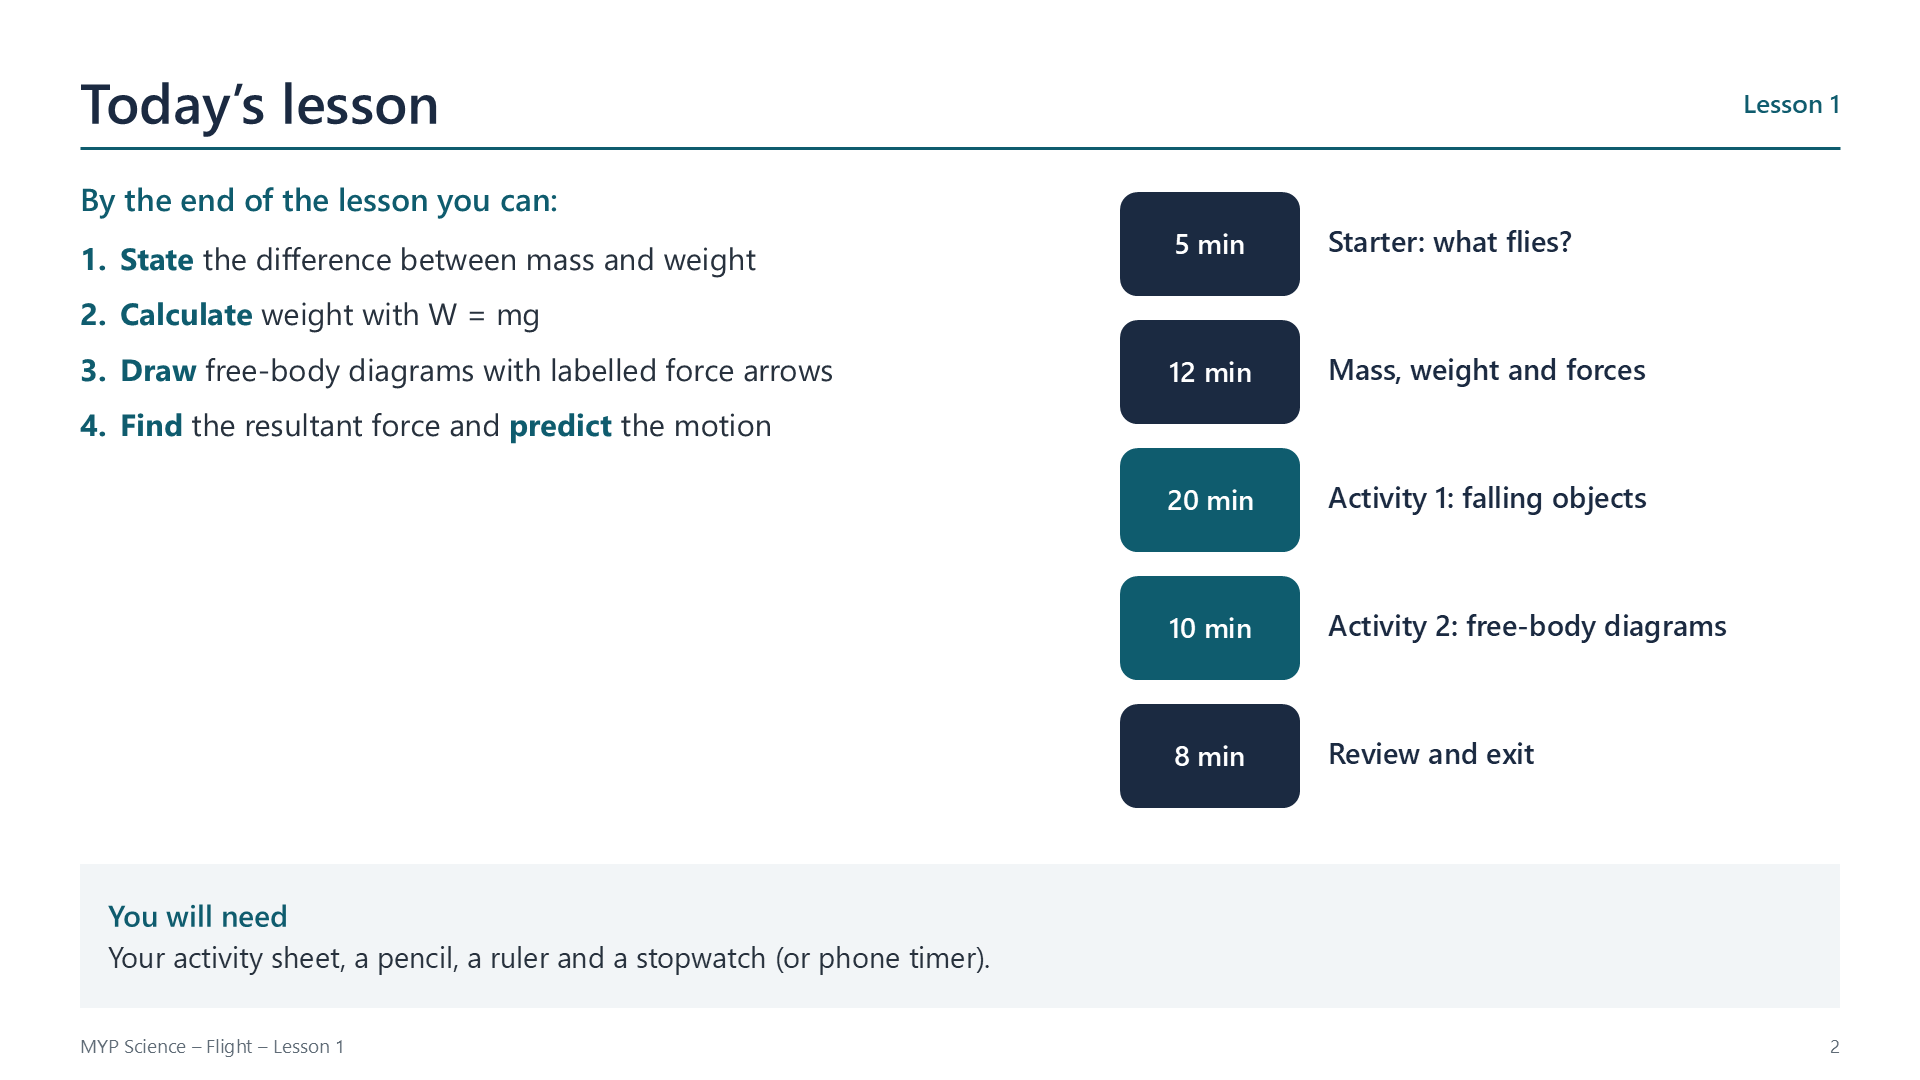 Today’s lesson
Lesson 1
By the end of the lesson you can:
1. State the difference between mass and weight
2. Calculate weight with W = mg
3. Draw free-body diagrams with labelled force arrows
4. Find the resultant force and predict the motion
5 min
Starter: what flies?
12 min
Mass, weight and forces
20 min
Activity 1: falling objects
10 min
Activity 2: free-body diagrams
8 min
Review and exit
You will need
Your activity sheet, a pencil, a ruler and a stopwatch (or phone timer).
MYP Science – Flight – Lesson 1
2